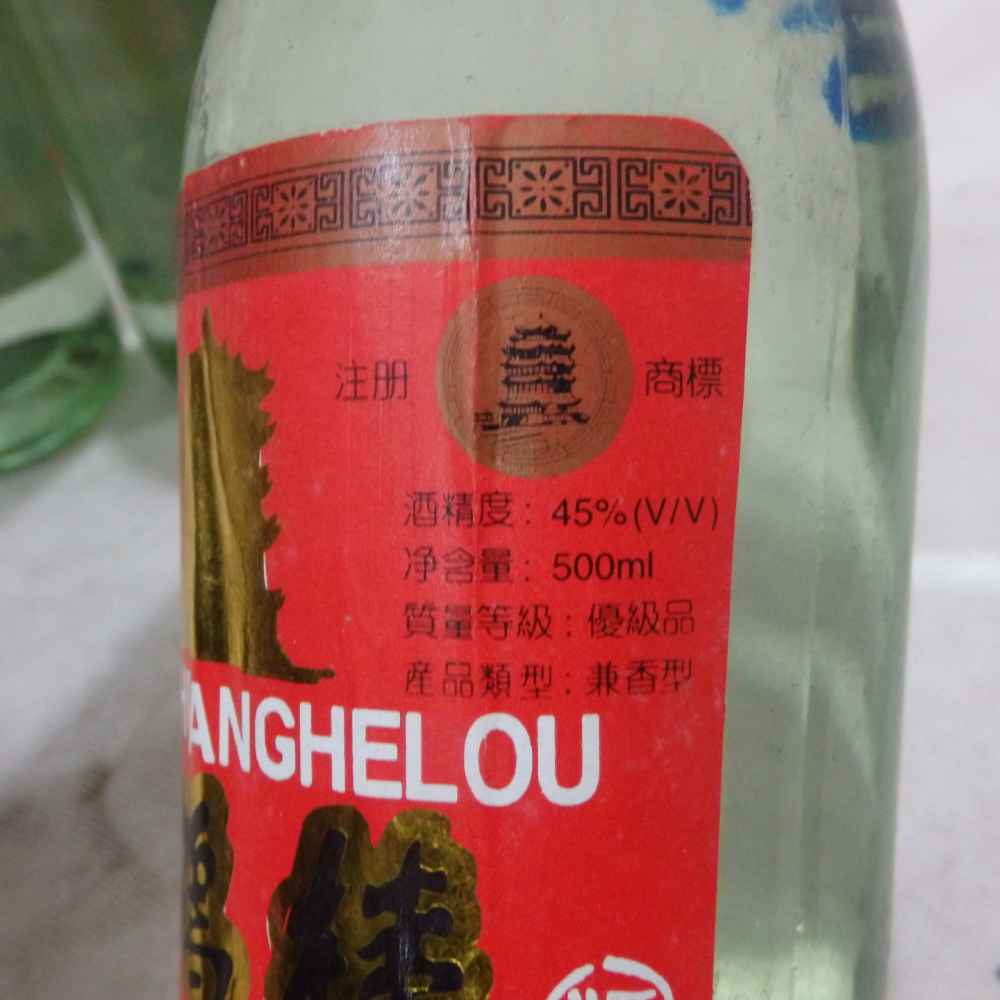 注册 商標
酒精度: 45%(V/V)
净含量: 500ml
質量等級: 優級品
産品類型: 兼香型
ANGHELOU